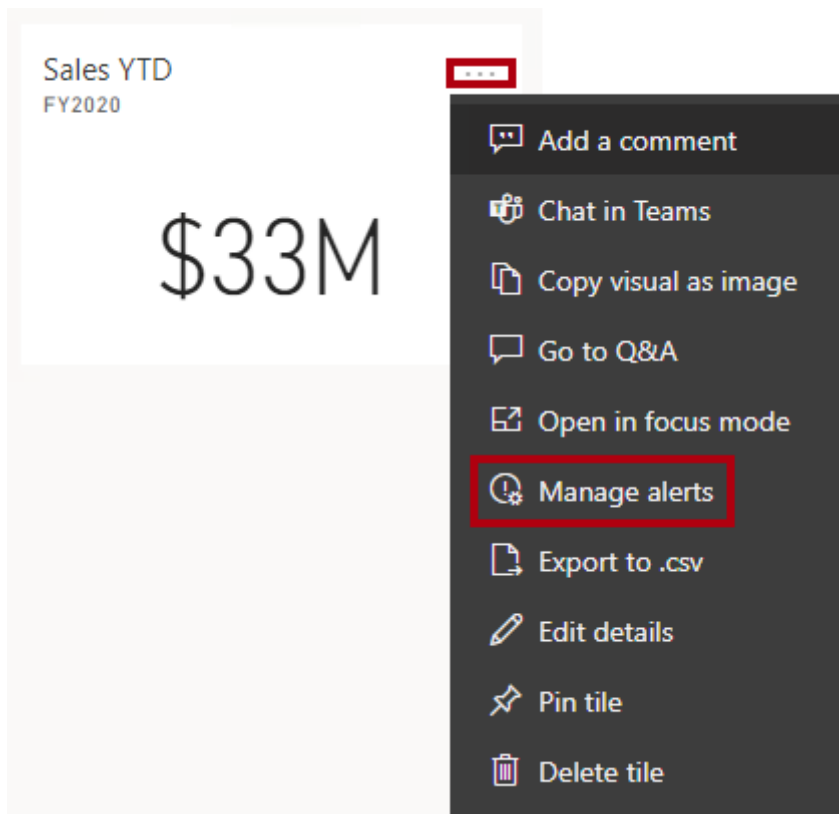 Sales YTD
FY2020
$33M
Add a comment
Chat in Teams
Copy visual as image
Go to Q&A
Open in focus mode
Manage alerts
Export to .csv
Edit details
Pin tile
Delete tile